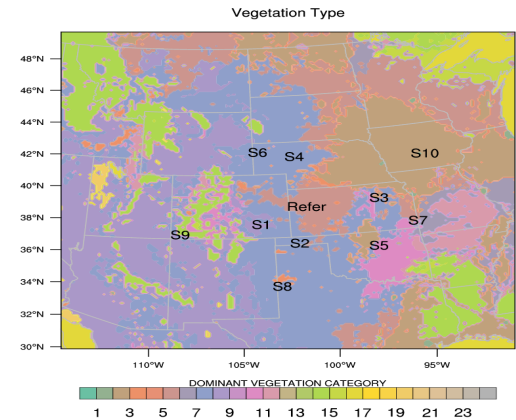 Vegetation Type
48°N
46°N
44°N
42°N
40°N
38°N
36°N
34°N
32°N
30°N
S6
S4
S10
S3
Refer
S7
S1
S9
S2
S5
S8
110°W
105°W
100°W
95°W
DOMINANT VEGETATION CATEGORY
1 3 5 7 9 11 13 15 17 19 21 23